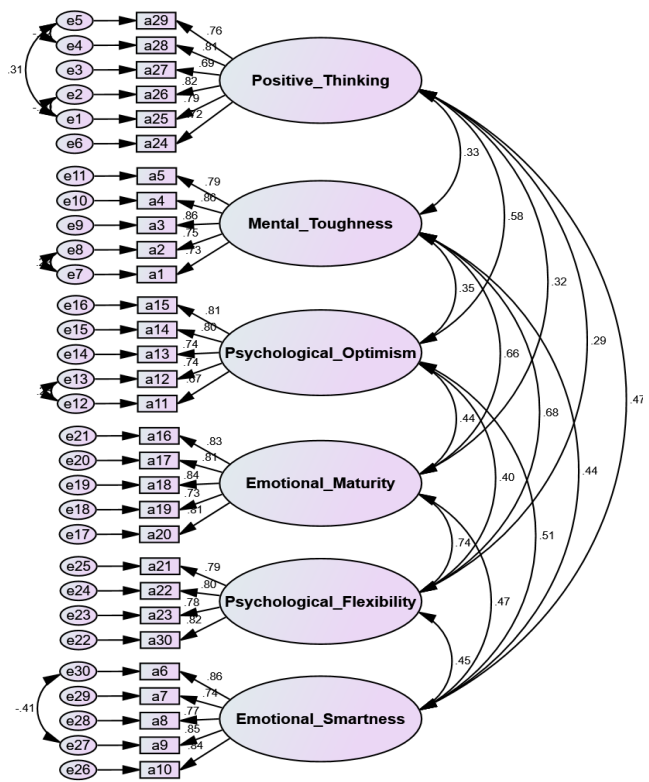 e5 a29 .76
e4 a28 .81
e3 a27 .69
Positive_Thinking
.31
e2 a26 .82
e1 a25 .79
e6 a24 .72
.33
e11 a5 .79
e10 a4 .86
e9 a3 .86
Mental_Toughness
.58
e8 a2 .75
e7 a1 .73
.32
.35
e16 a15 .81
e15 a14 .80
.29
e14 a13 .74
Psychological_Optimism
.66
e13 a12 .74
e12 a11 .67
.47
.68
.44
e21 a16 .83
e20 a17 .81
.44
e19 a18 .84
Emotional_Maturity
.40
e18 a19 .73
e17 a20 .81
.51
.74
e25 a21 .79
e24 a22 .80
Psychological_Flexibility
.47
e23 a23 .78
e22 a30 .82
.45
e30 a6 .86
e29 a7 .74
-.41
e28 a8 .77
Emotional_Smartness
e27 a9 .85
e26 a10 .84